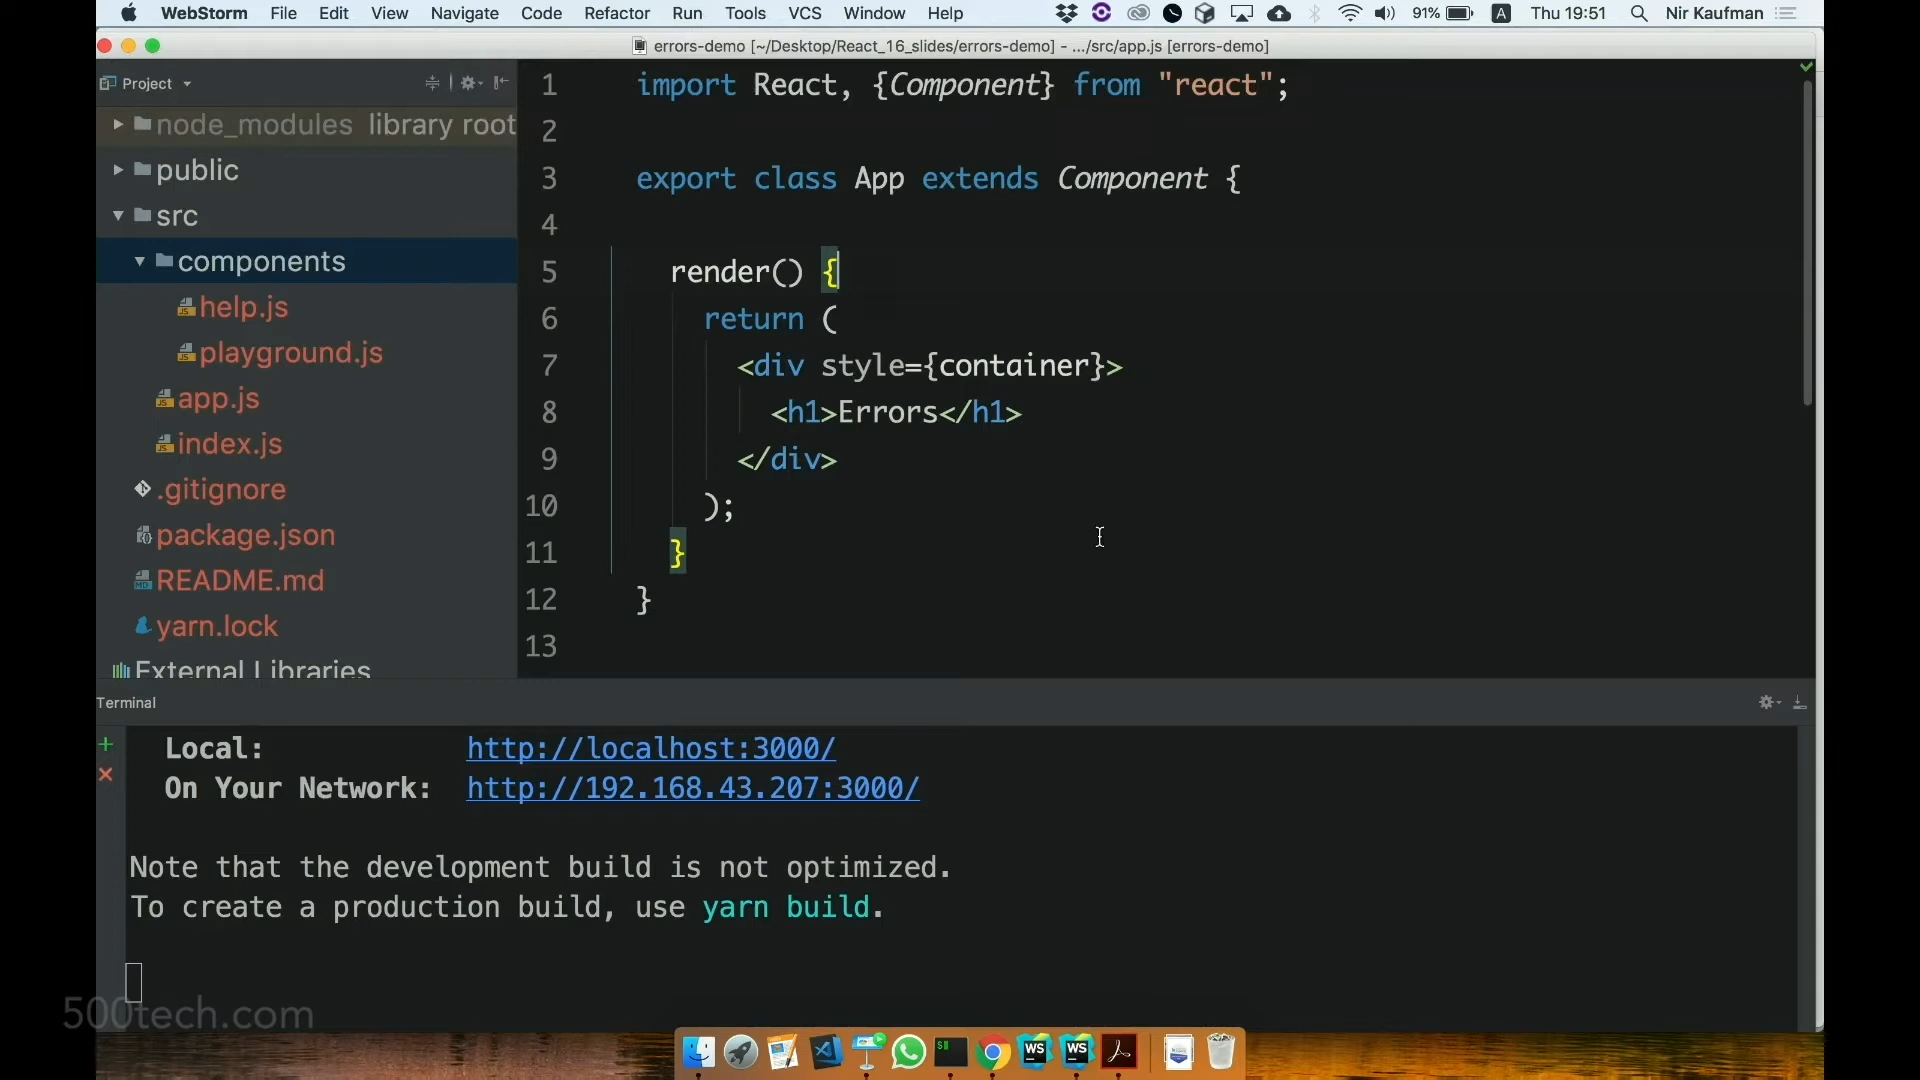 WebStorm File Edit View Navigate Code Refactor Run Tools VCS Window Help 91% A Thu 19:51 Nir Kaufman
errors-demo [~/Desktop/React_16_slides/errors-demo] - .../src/app.js [errors-demo]
Project
node_modules library root
public
src
components
help.js
playground.js
app.js
index.js
.gitignore
package.json
README.md
yarn.lock
External Libraries
1 import React, {Component} from "react";
2
3 export class App extends Component {
4
5 render() {
6 return (
7 <div style={container}>
8 <h1>Errors</h1>
9 </div>
10 );
11 }
12 }
13
Terminal
Local: http://localhost:3000/
On Your Network: http://192.168.43.207:3000/
Note that the development build is not optimized.
To create a production build, use yarn build.
500tech.com
WS WS